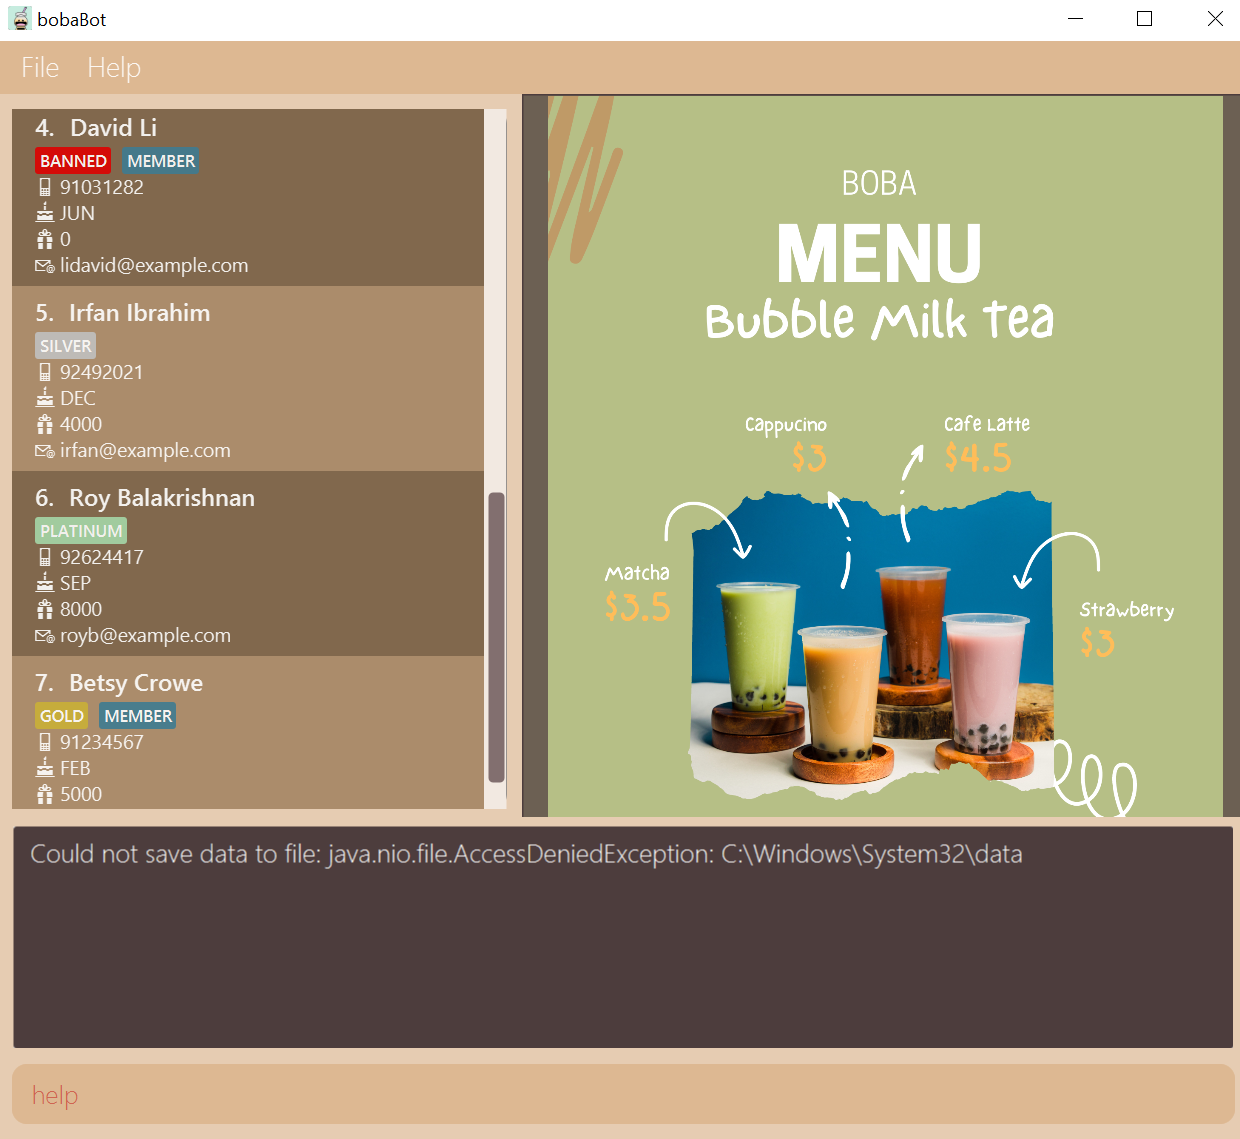 bobaBot
File Help
4. David Li
BANNED MEMBER
91031282
JUN
0
lidavid@example.com
5. Irfan Ibrahim
SILVER
92492021
DEC
4000
irfan@example.com
6. Roy Balakrishnan
PLATINUM
92624417
SEP
8000
royb@example.com
7. Betsy Crowe
GOLD MEMBER
91234567
FEB
5000
BOBA
MENU
Bubble Milk Tea
Cappucino
$3
Cafe Latte
$4.5
Matcha
$3.5
Strawberry
$3
Could not save data to file: java.nio.file.AccessDeniedException: C:\Windows\System32\data
help